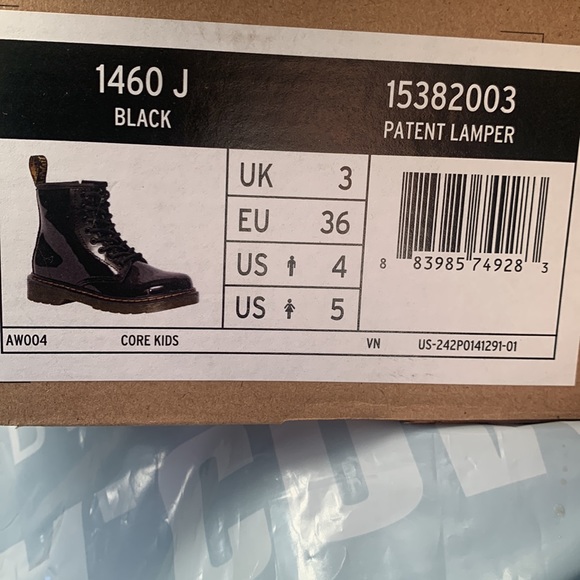 1460 J
BLACK
15382003
PATENT LAMPER
UK 3
EU 36
US 4
US 5
8 83985 74928 3
AW004 CORE KIDS VN US-242P0141291-01